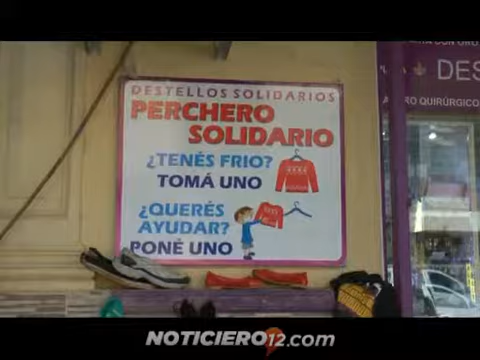 DESTELLOS SOLIDARIOS
PERCHERO
SOLIDARIO
¿TENÉS FRIO?
TOMÁ UNO
¿QUERÉS
AYUDAR?
PONÉ UNO
DES
QUIRÚRGICO
NOTICIERO12.com